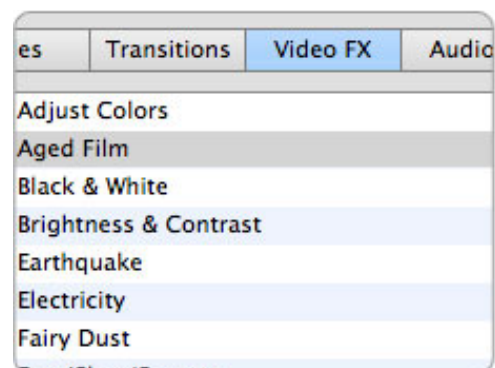 es Transitions Video FX Audio
Adjust Colors
Aged Film
Black & White
Brightness & Contrast
Earthquake
Electricity
Fairy Dust